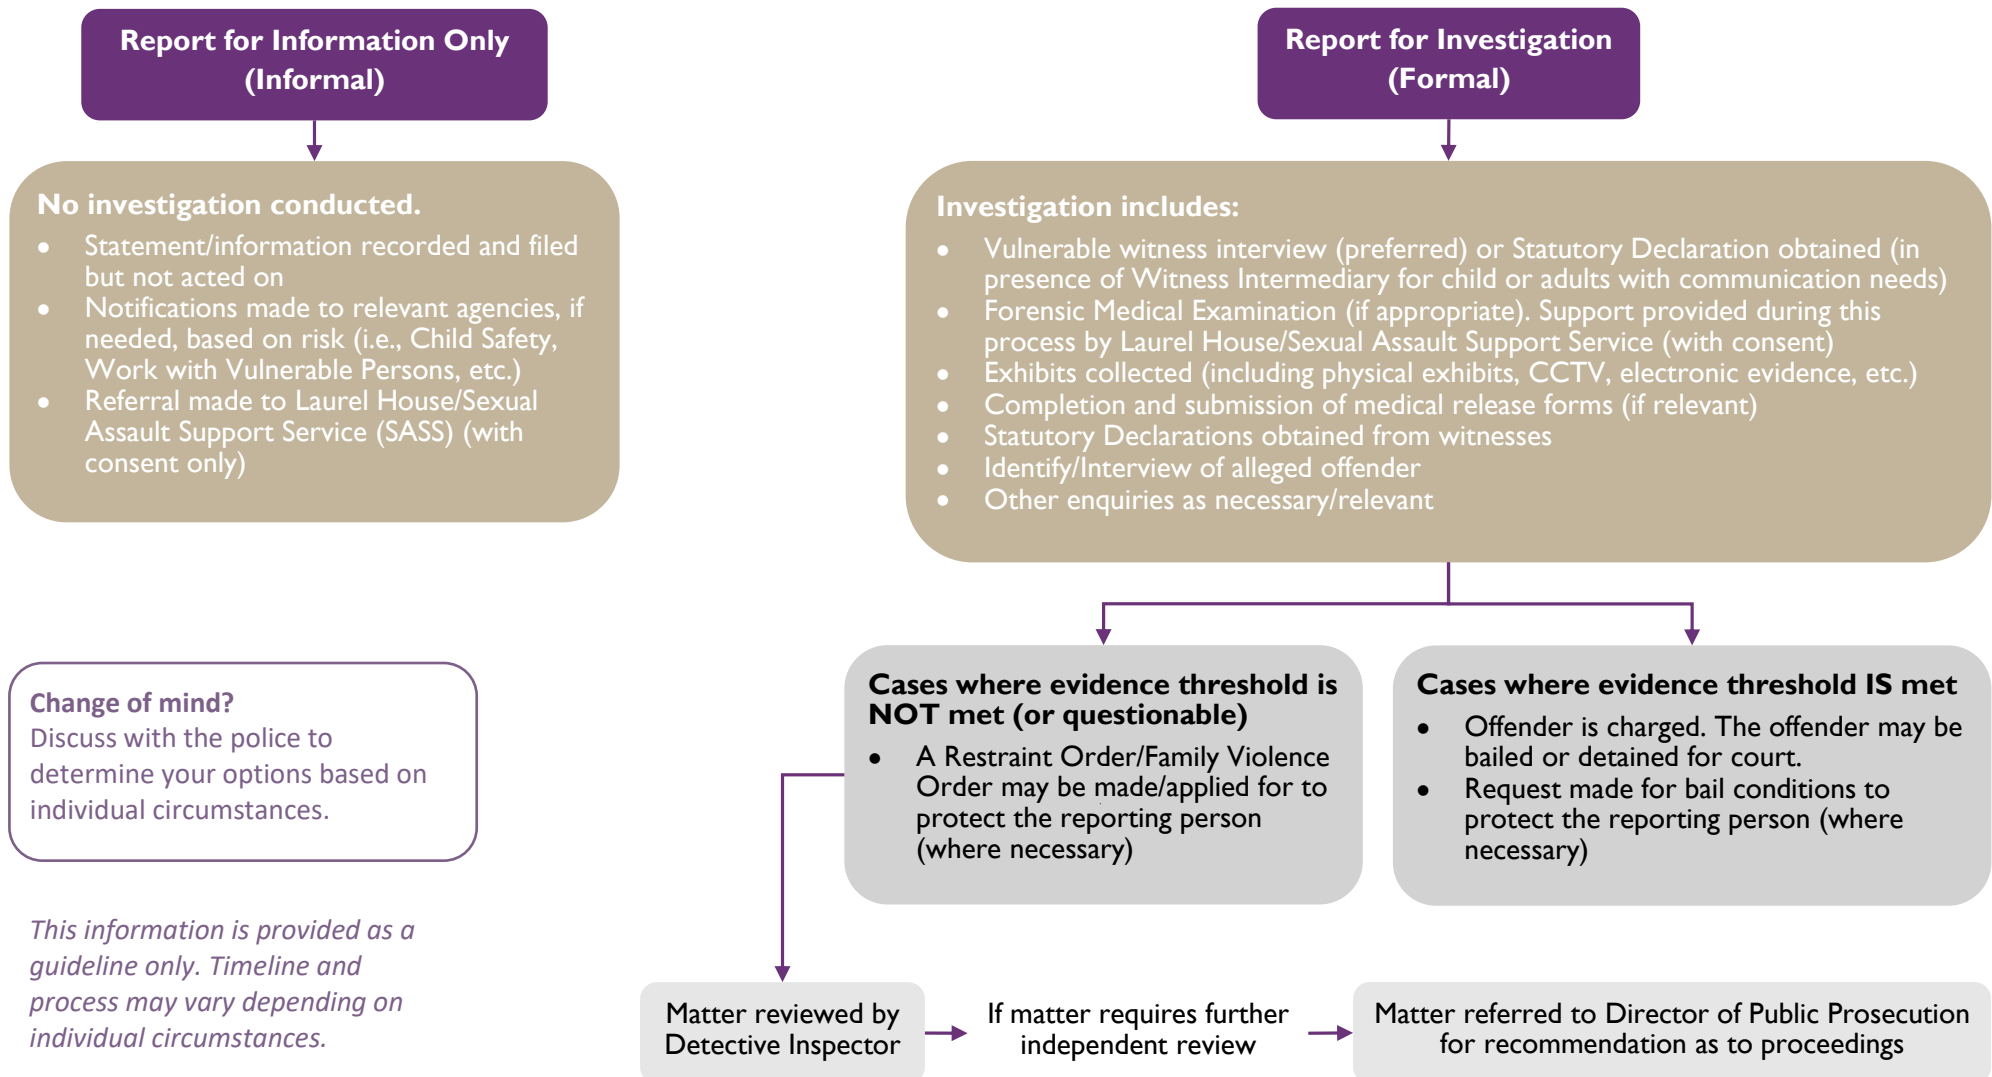 Report for Information Only
(Informal)
No investigation conducted.
• Statement/information recorded and filed
but not acted on
• Notifications made to relevant agencies, if
needed, based on risk (i.e., Child Safety,
Work with Vulnerable Persons, etc.)
• Referral made to Laurel House/Sexual
Assault Support Service (SASS) (with
consent only)
Change of mind?
Discuss with the police to
determine your options based on
individual circumstances.
This information is provided as a
guideline only. Timeline and
process may vary depending on
individual circumstances.
Report for Investigation
(Formal)
Investigation includes:
• Vulnerable witness interview (preferred) or Statutory Declaration obtained (in
presence of Witness Intermediary for child or adults with communication needs)
• Forensic Medical Examination (if appropriate). Support provided during this
process by Laurel House/Sexual Assault Support Service (with consent)
• Exhibits collected (including physical exhibits, CCTV, electronic evidence, etc.)
• Completion and submission of medical release forms (if relevant)
• Statutory Declarations obtained from witnesses
• Identify/Interview of alleged offender
• Other enquiries as necessary/relevant
Cases where evidence threshold is
NOT met (or questionable)
• A Restraint Order/Family Violence
Order may be made/applied for to
protect the reporting person
(where necessary)
Cases where evidence threshold IS met
• Offender is charged. The offender may be
bailed or detained for court.
• Request made for bail conditions to
protect the reporting person (where
necessary)
Matter reviewed by
Detective Inspector
If matter requires further
independent review
Matter referred to Director of Public Prosecution
for recommendation as to proceedings